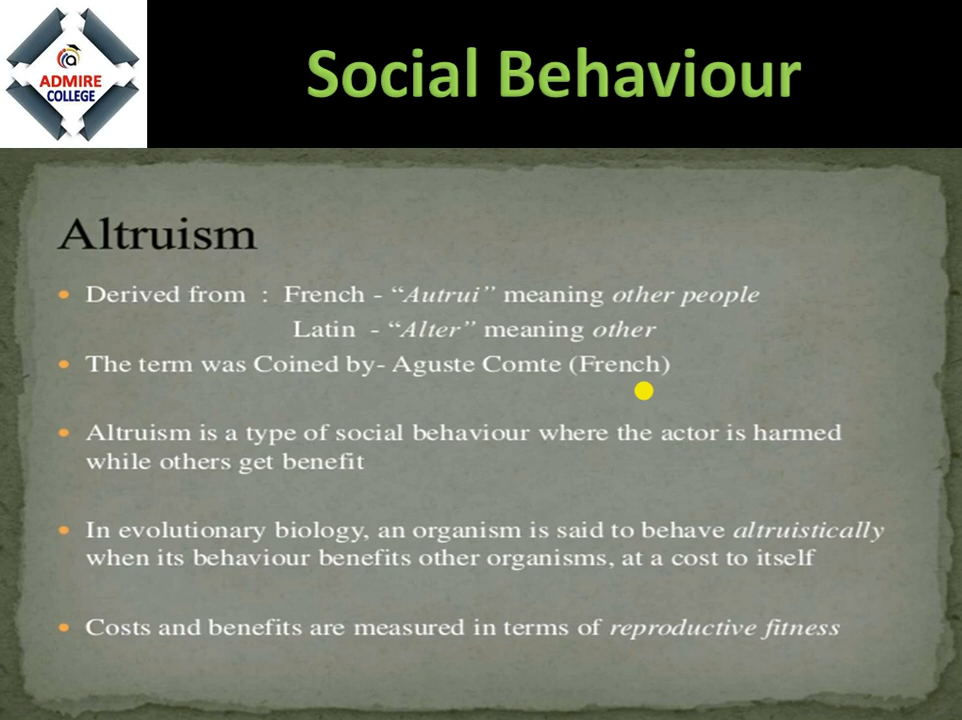 ADMIRE
COLLEGE
Social Behaviour
Altruism
• Derived from : French - “Autrui” meaning other people
Latin - “Alter” meaning other
• The term was Coined by- Aguste Comte (French)
• Altruism is a type of social behaviour where the actor is harmed
while others get benefit
• In evolutionary biology, an organism is said to behave altruistically
when its behaviour benefits other organisms, at a cost to itself
• Costs and benefits are measured in terms of reproductive fitness